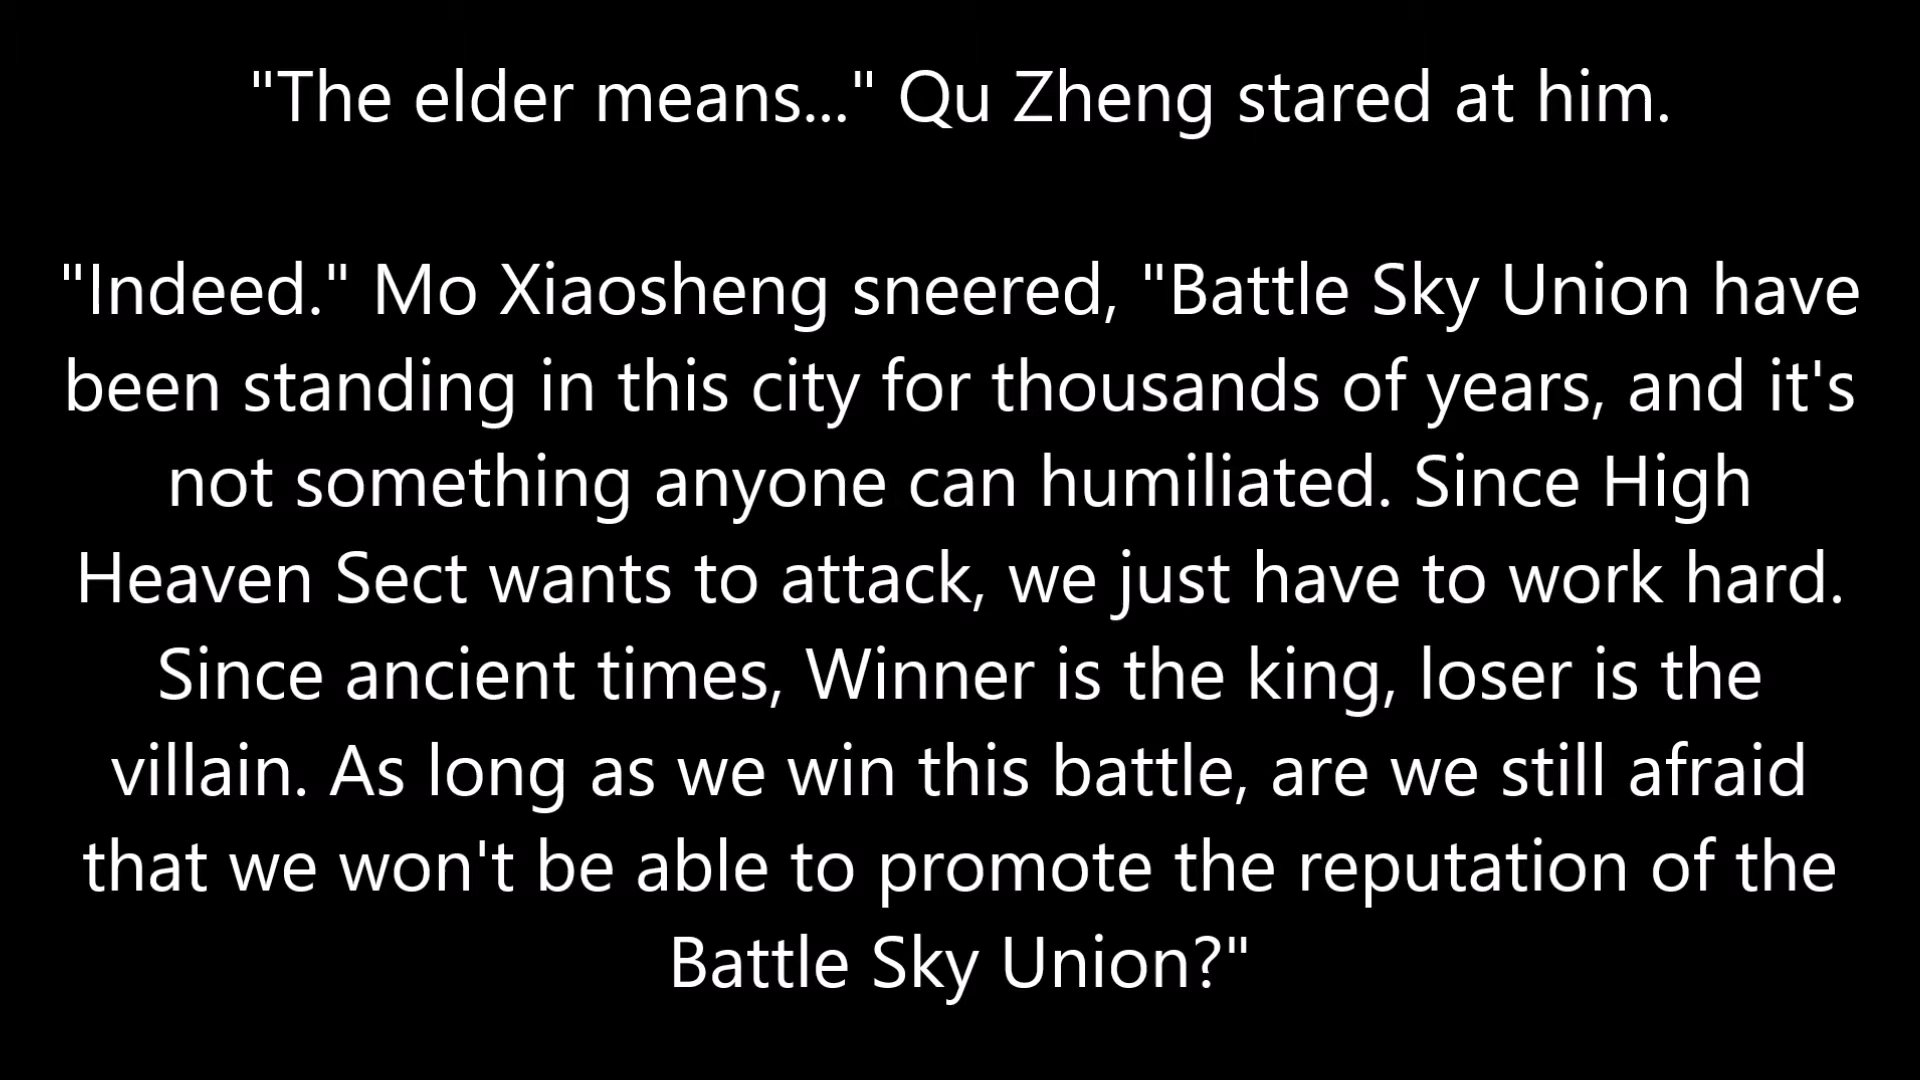 "The elder means..." Qu Zheng stared at him.
"Indeed." Mo Xiaosheng sneered, "Battle Sky Union have
been standing in this city for thousands of years, and it's
not something anyone can humiliated. Since High
Heaven Sect wants to attack, we just have to work hard.
Since ancient times, Winner is the king, loser is the
villain. As long as we win this battle, are we still afraid
that we won't be able to promote the reputation of the
Battle Sky Union?"